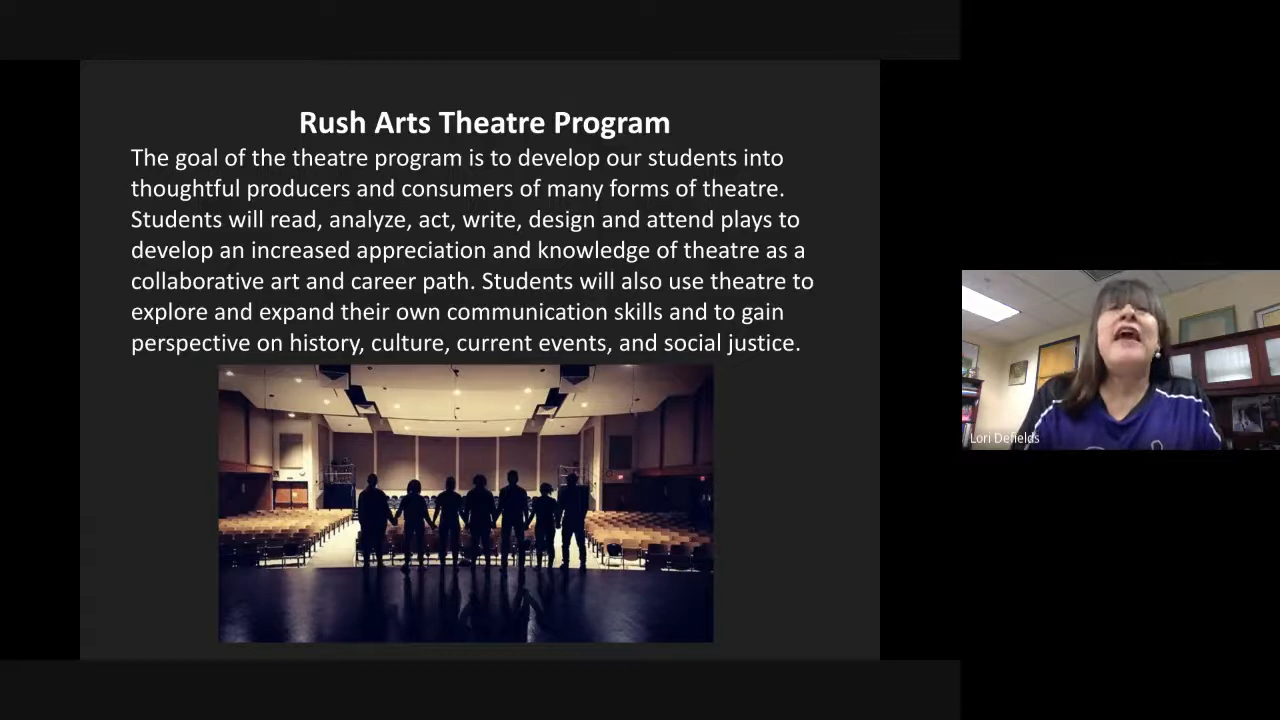 Rush Arts Theatre Program
The goal of the theatre program is to develop our students into
thoughtful producers and consumers of many forms of theatre.
Students will read, analyze, act, write, design and attend plays to
develop an increased appreciation and knowledge of theatre as a
collaborative art and career path. Students will also use theatre to
explore and expand their own communication skills and to gain
perspective on history, culture, current events, and social justice.
Lori Defields